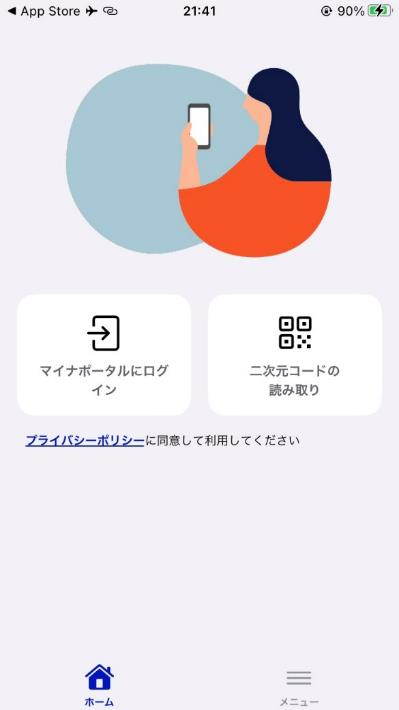 ◀ App Store
21:41
90%
マイナポータルにログ
イン
二次元コードの
読み取り
プライバシーポリシーに同意して利用してください
ホーム
メニュー